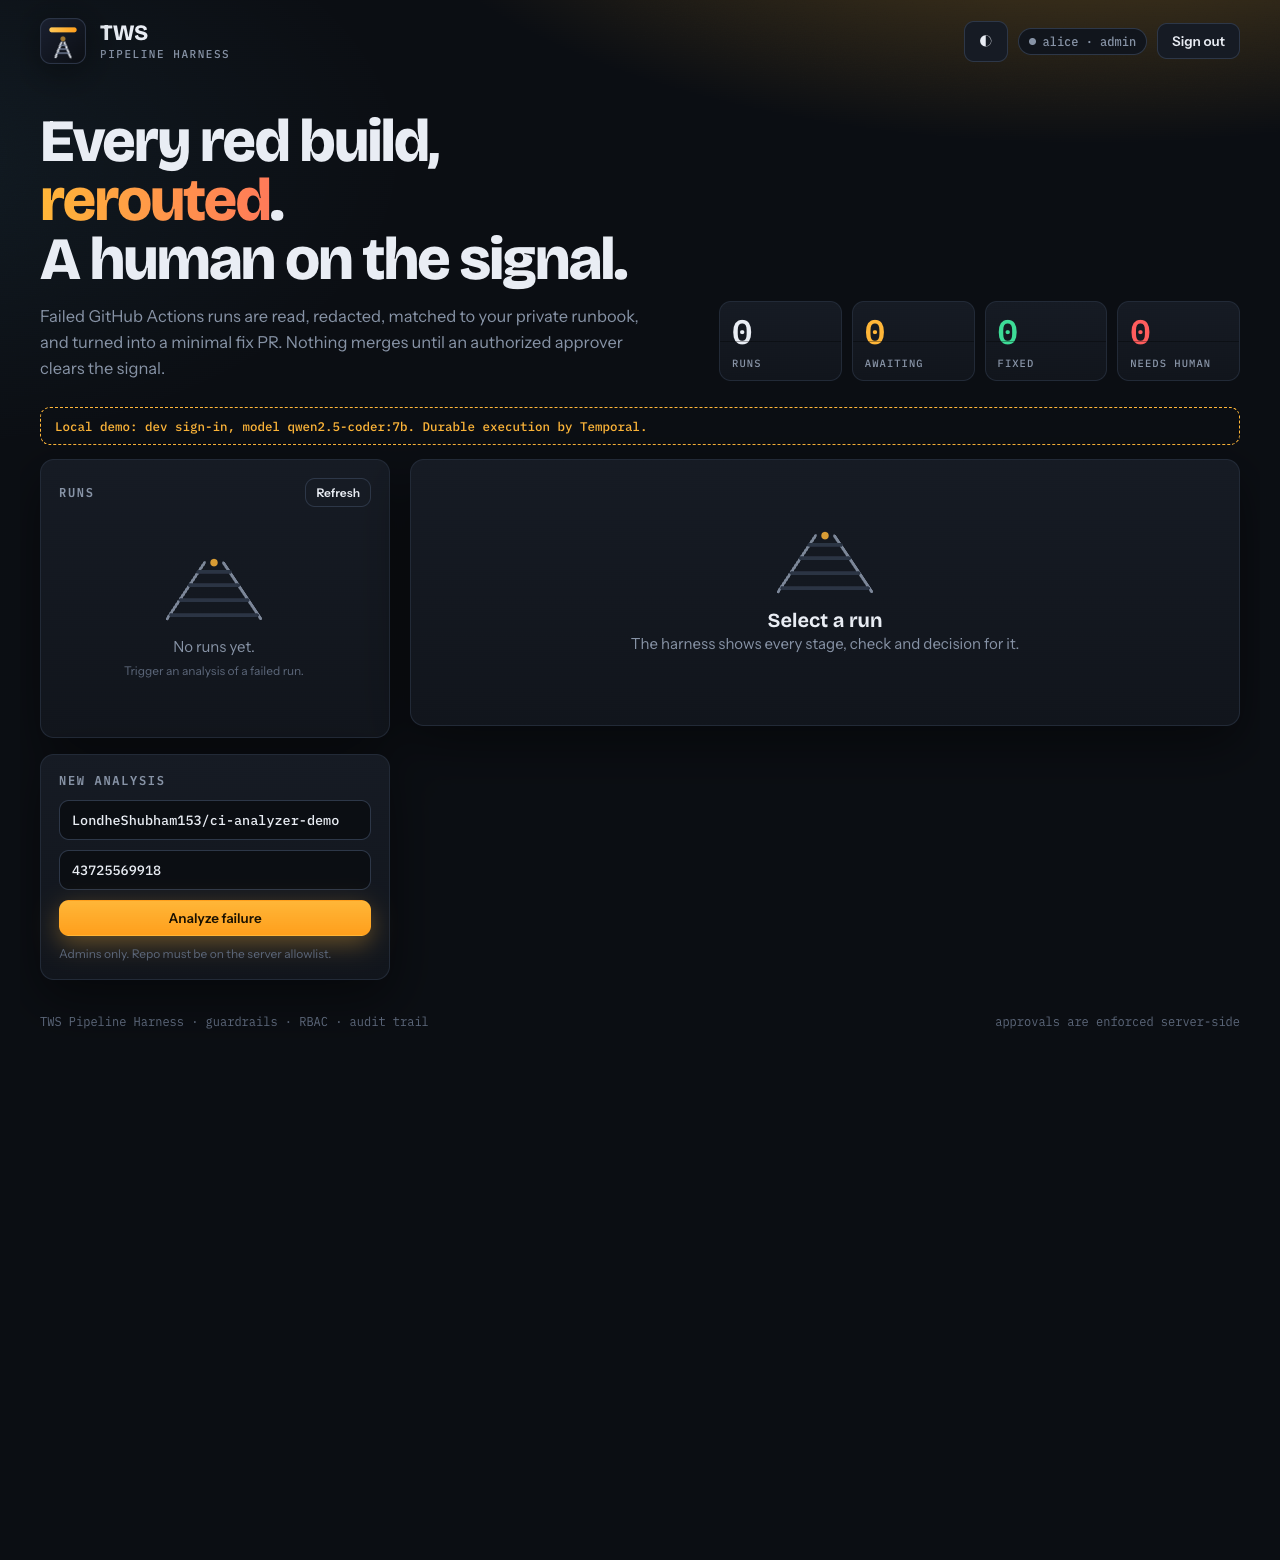 TWS
PIPELINE HARNESS
alice · admin
Sign out
Every red build,
rerouted.
A human on the signal.
Failed GitHub Actions runs are read, redacted, matched to your private runbook,
and turned into a minimal fix PR. Nothing merges until an authorized approver
clears the signal.
0
RUNS
0
AWAITING
0
FIXED
0
NEEDS HUMAN
Local demo: dev sign-in, model qwen2.5-coder:7b. Durable execution by Temporal.
RUNS
Refresh
No runs yet.
Trigger an analysis of a failed run.
Select a run
The harness shows every stage, check and decision for it.
NEW ANALYSIS
LondheShubham153/ci-analyzer-demo
43725569918
Analyze failure
Admins only. Repo must be on the server allowlist.
TWS Pipeline Harness · guardrails · RBAC · audit trail
approvals are enforced server-side